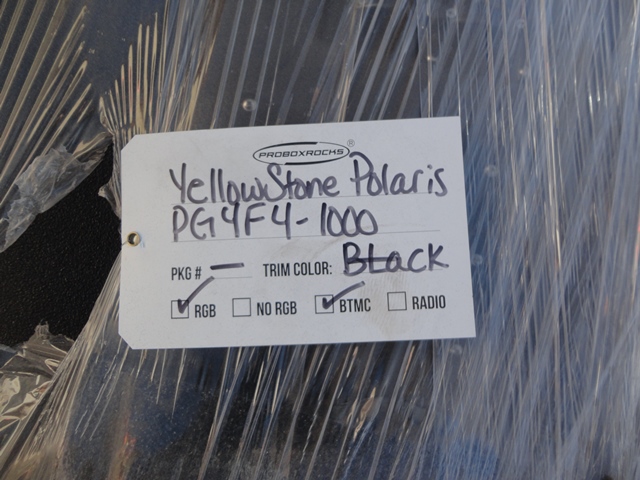 PROBOXROCKS®
YellowStone Polaris
PG4F4-1000
PKG # — TRIM COLOR: Black
✓ RGB NO RGB ✓ BTMC RADIO